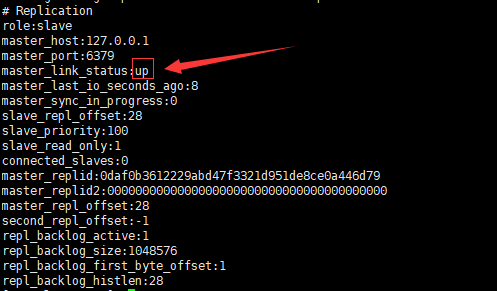 # Replication
role:slave
master_host:127.0.0.1
master_port:6379
master_link_status:up
master_last_io_seconds_ago:8
master_sync_in_progress:0
slave_repl_offset:28
slave_priority:100
slave_read_only:1
connected_slaves:0
master_replid:0daf0b3612229abd47f3321d951de8ce0a446d79
master_replid2:0000000000000000000000000000000000000000
master_repl_offset:28
second_repl_offset:-1
repl_backlog_active:1
repl_backlog_size:1048576
repl_backlog_first_byte_offset:1
repl_backlog_histlen:28